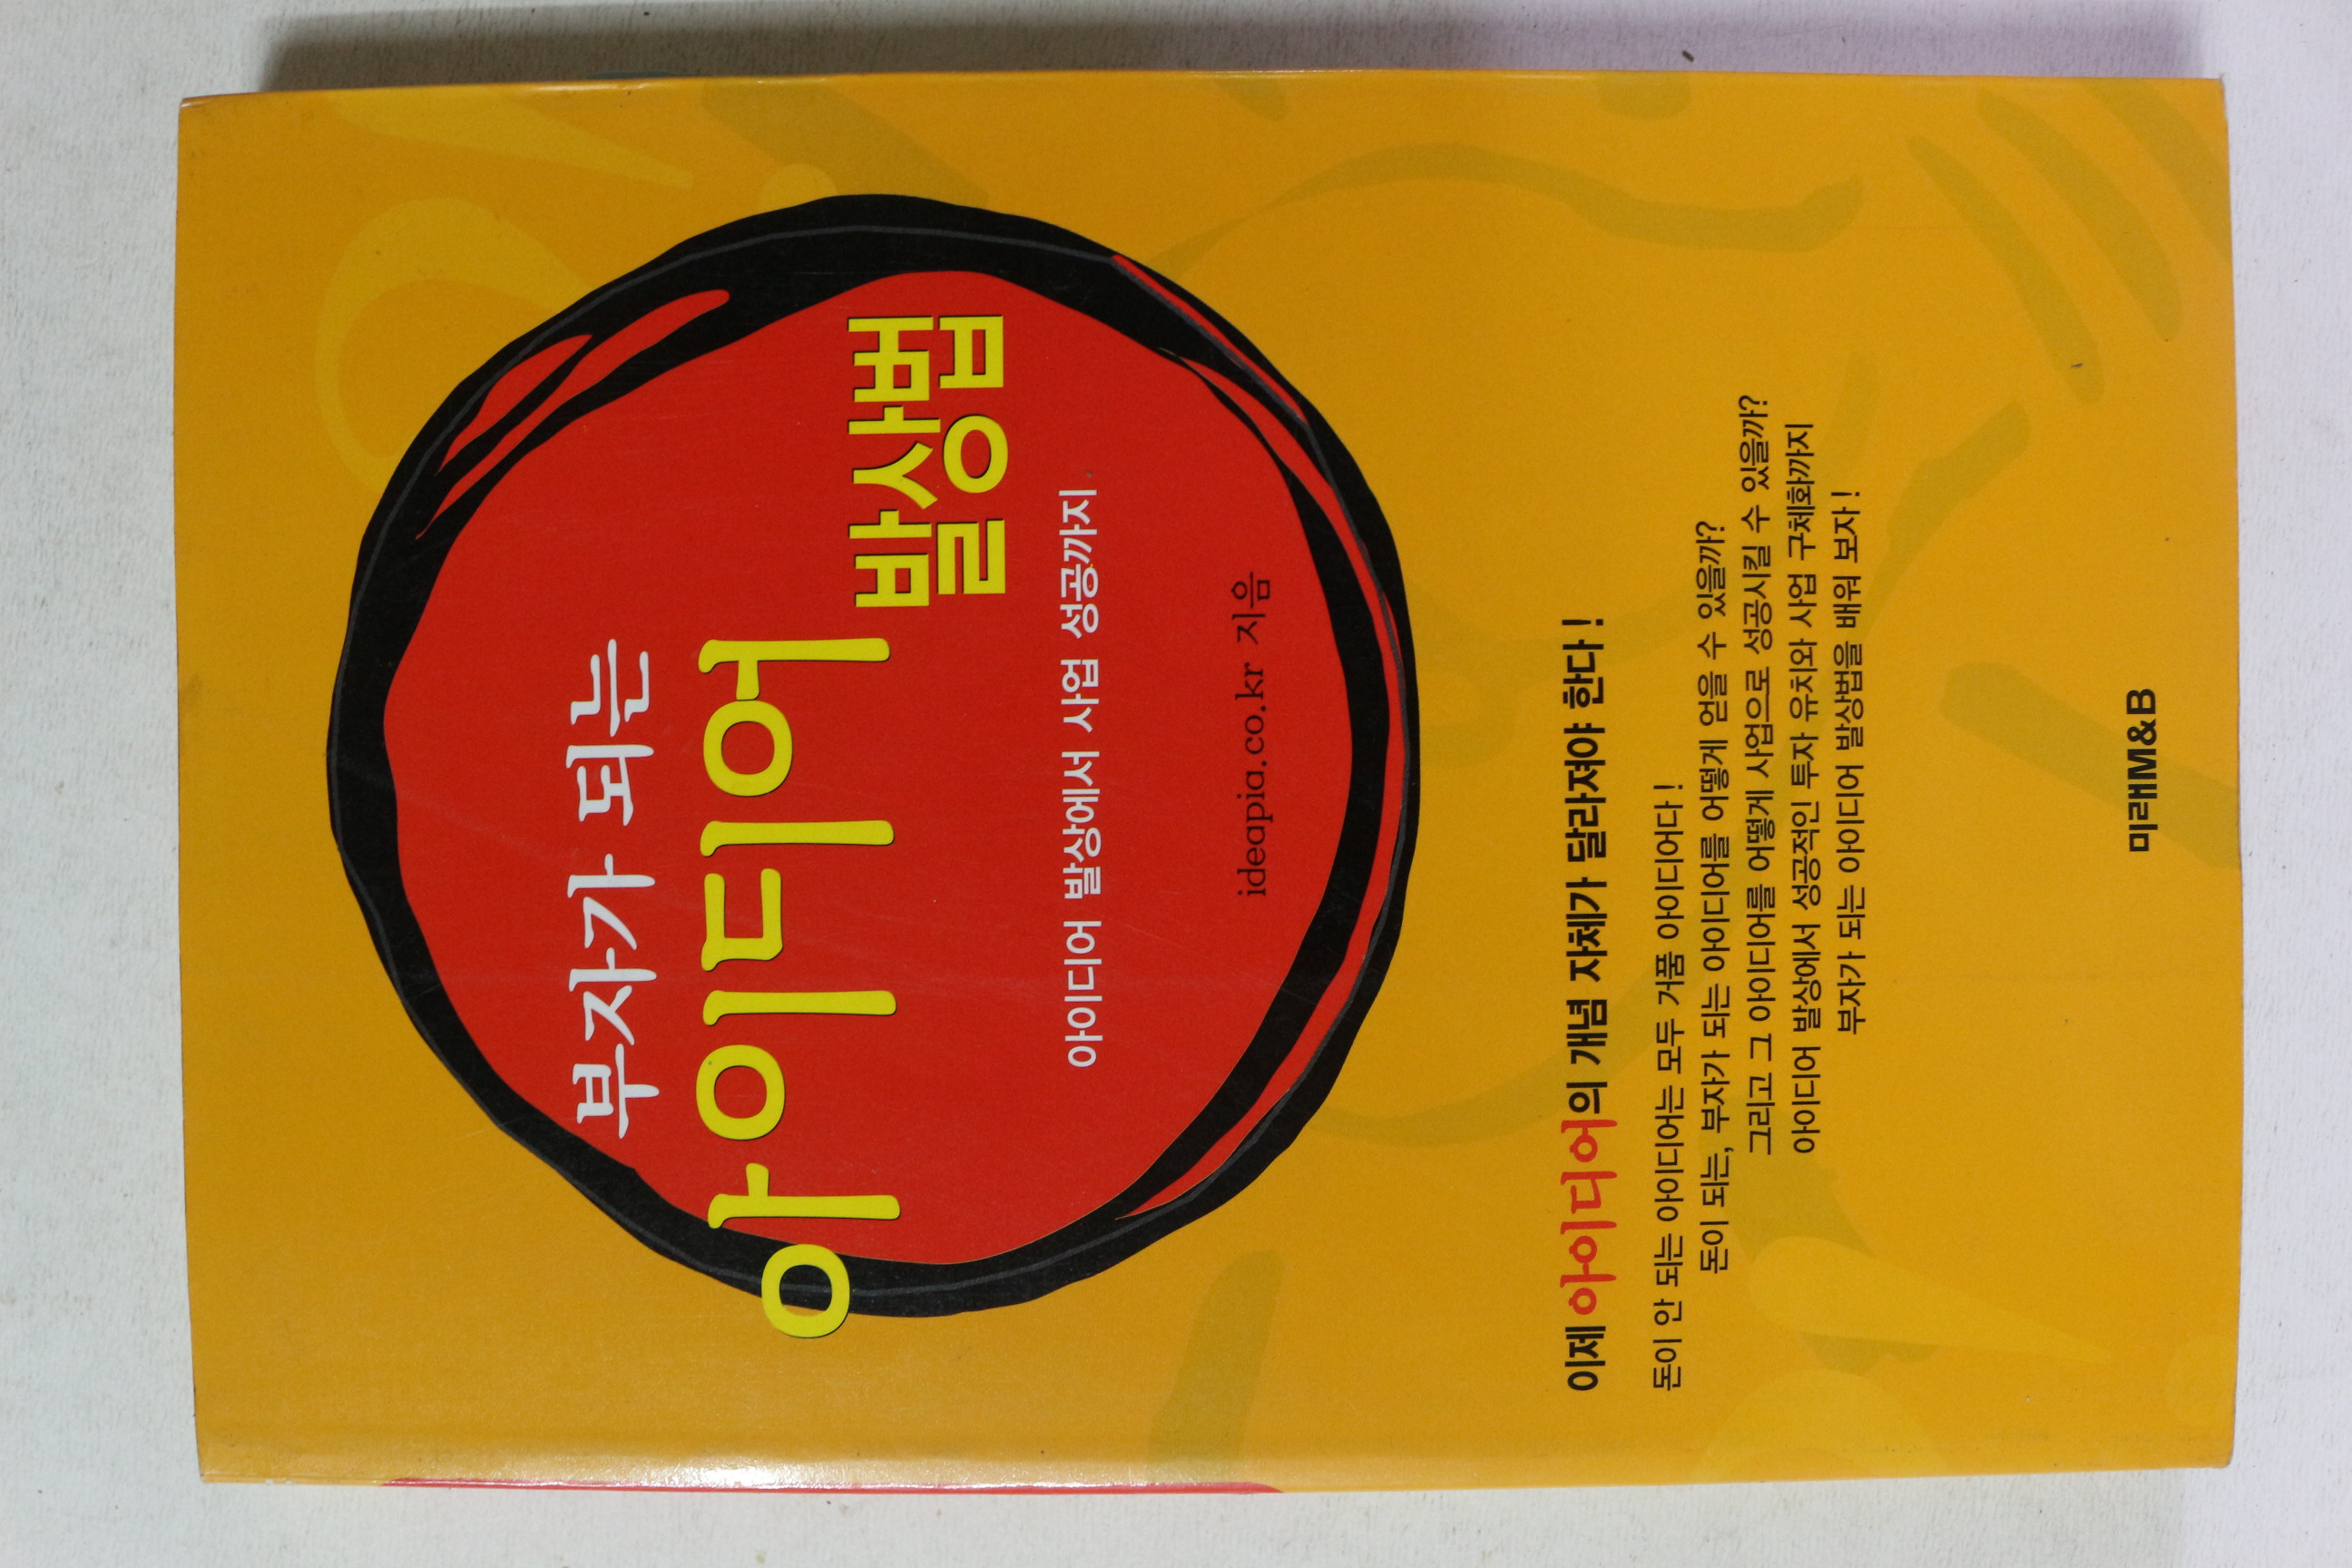 부자가 되는
아이디어
발상법
아이디어 발상에서 사업 성공까지
ideapia.co.kr 지음
이제 아이디어의 개념 자체가 달라져야 한다!
돈이 안 되는 아이디어는 모두 거품 아이디어다!
돈이 되는, 부자가 되는 아이디어를 어떻게 얻을 수 있을까?
그리고 그 아이디어를 어떻게 사업으로 성공시킬 수 있을까?
아이디어 발상에서 성공적인 투자 유치와 사업 구체화까지
부자가 되는 아이디어 발상법을 배워 보자!
미래M&B